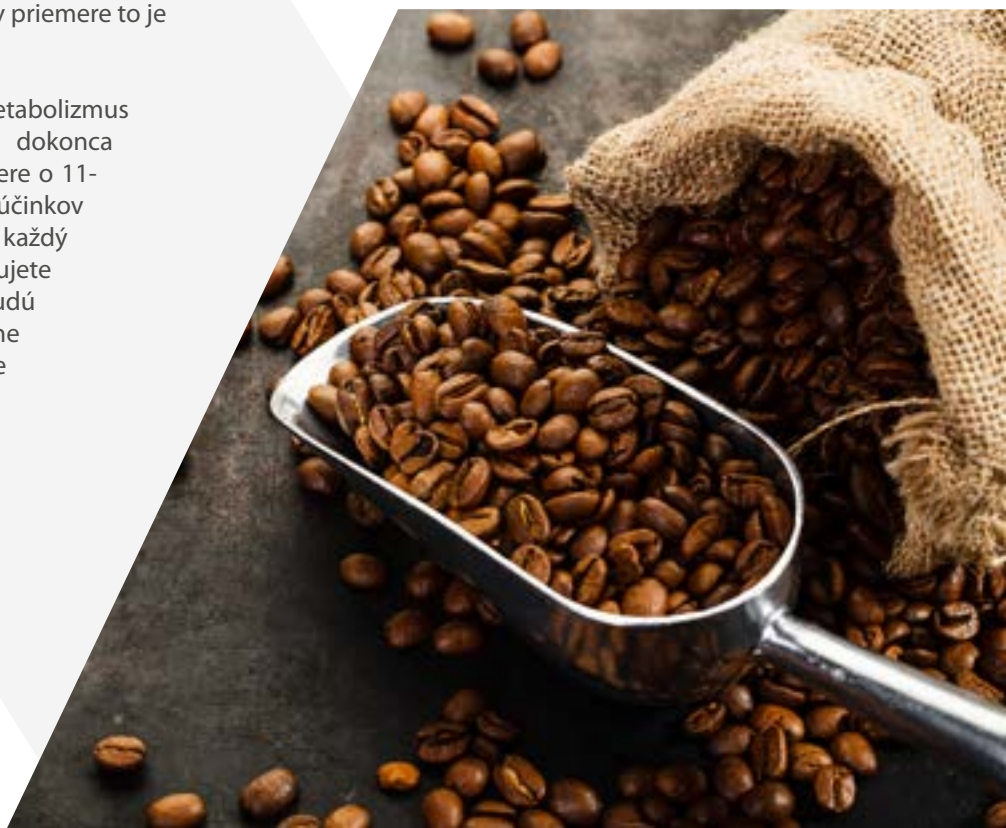 v priemere to je
etabolizmus
dokonca
ere o 11-
účinkov
každý
ujete
udú
ne
e